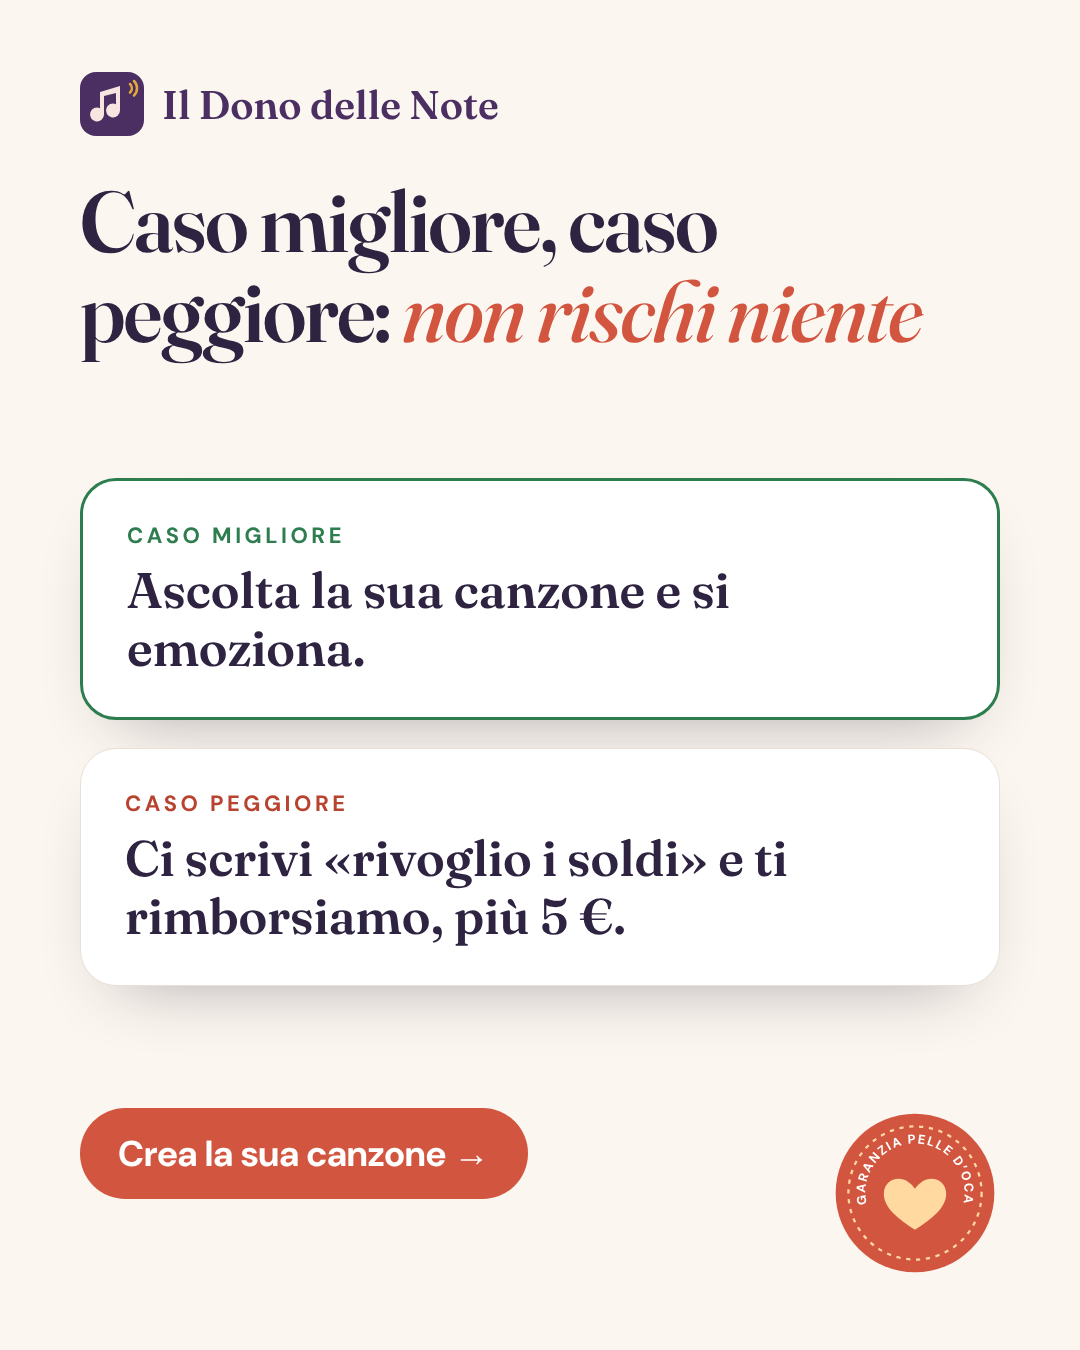 Il Dono delle Note
Caso migliore, caso
peggiore: non rischi niente
CASO MIGLIORE
Ascolta la sua canzone e si
emoziona.
CASO PEGGIORE
Ci scrivi «rivoglio i soldi» e ti
rimborsiamo, più 5 €.
Crea la sua canzone →
GARANZIA PELLE D'OCA